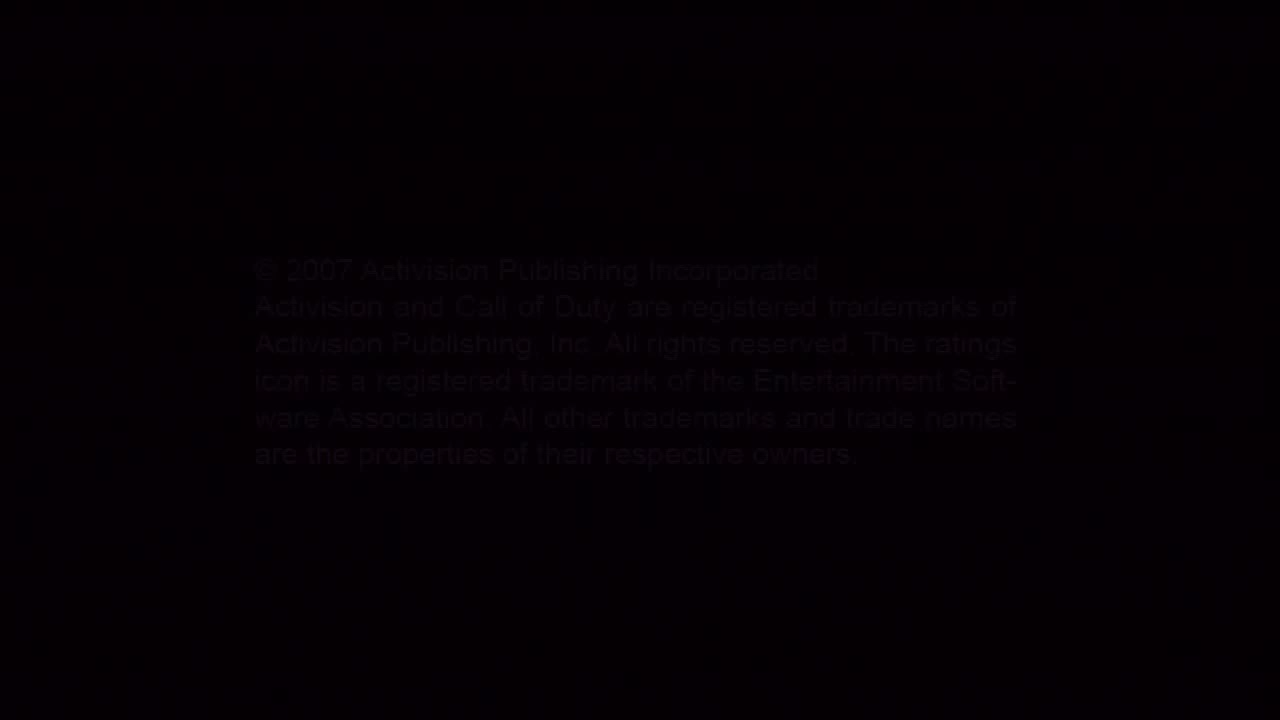 © 2007 Activision Publishing Incorporated
Activision and Call of Duty are registered trademarks of
Activision Publishing, Inc. All rights reserved. The ratings
icon is a registered trademark of the Entertainment Soft-
ware Association. All other trademarks and trade names
are the properties of their respective owners.